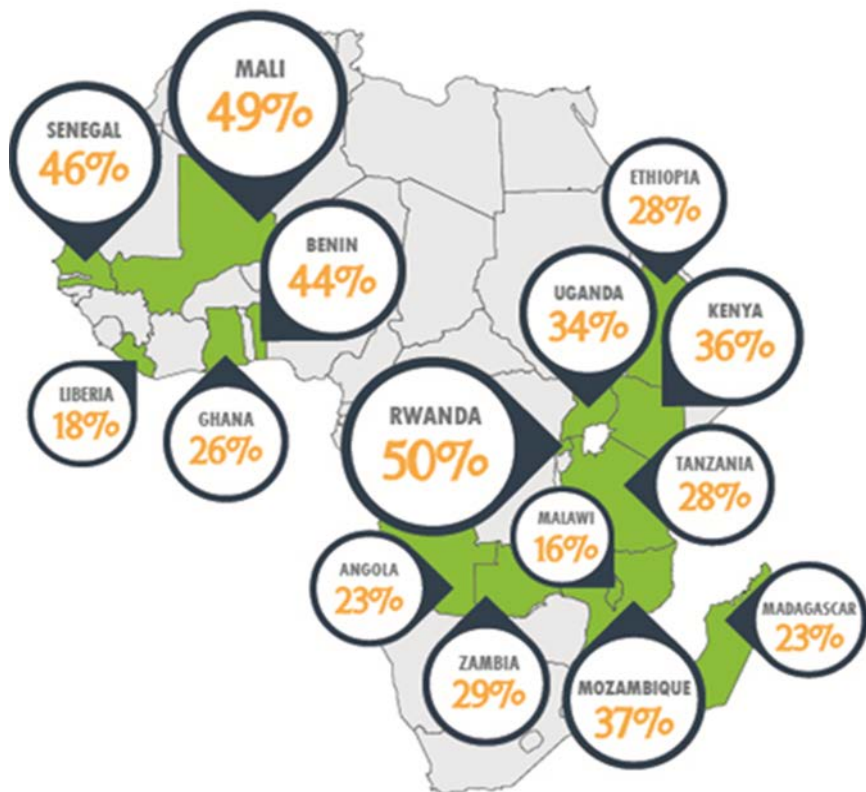 MALI
49%
SENEGAL
46%
ETHIOPIA
28%
BENIN
44%
UGANDA
34%
KENYA
36%
LIBERIA
18%
GHANA
26%
RWANDA
50%
TANZANIA
28%
MALAWI
16%
ANGOLA
23%
MADAGASCAR
23%
ZAMBIA
29%
MOZAMBIQUE
37%